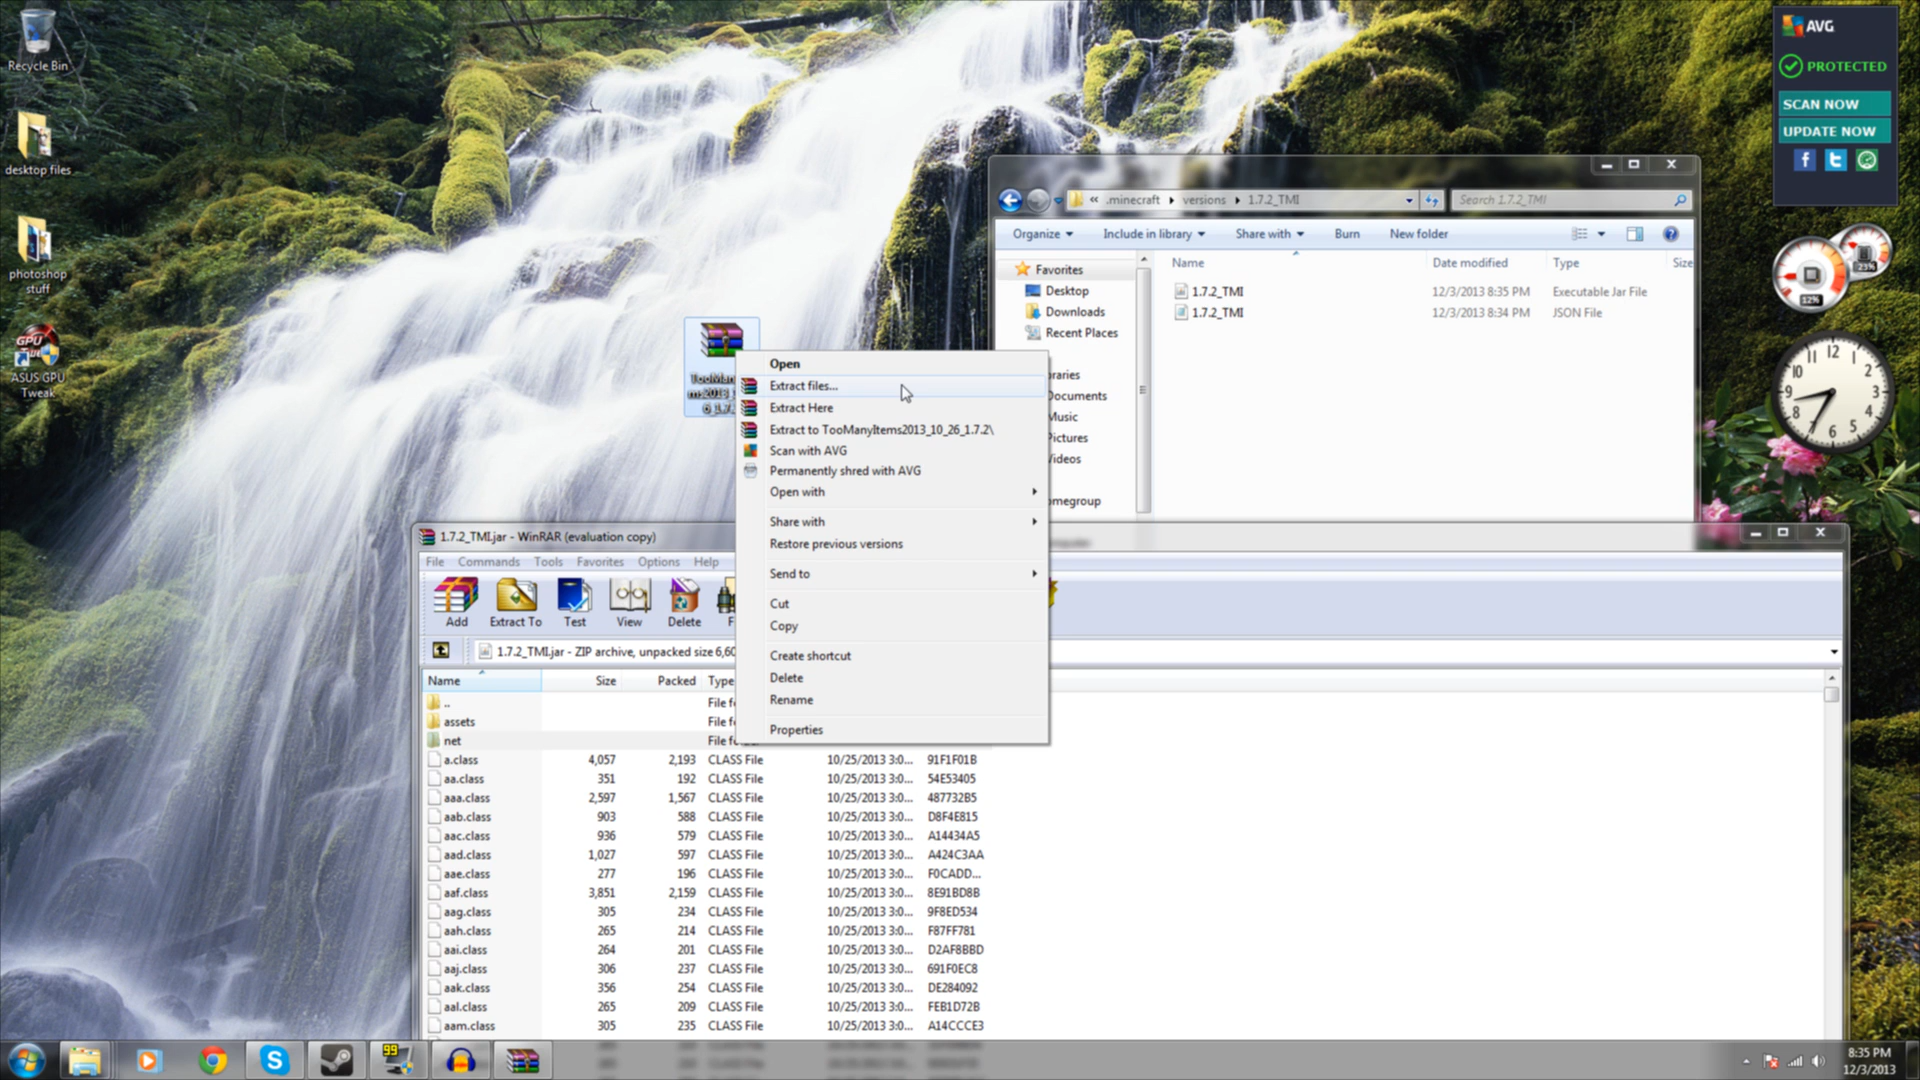 Recycle Bin
desktop files
photoshop
stuff
ASUS GPU
Tweak
AVG
PROTECTED
SCAN NOW
UPDATE NOW
23%
12%
.minecraft
versions
1.7.2_TMI
Search 1.7.2_TMI
Organize
Include in library
Share with
Burn
New folder
Favorites
Desktop
Downloads
Recent Places
Name
Date modified
Type
Size
1.7.2_TMI 12/3/2013 8:35 PM Executable Jar File
1.7.2_TMI 12/3/2013 8:34 PM JSON File
Open
Extract files...
Extract Here
Extract to TooManyItems2013_10_26_1.7.2\
Scan with AVG
Permanently shred with AVG
Open with
Share with
Restore previous versions
Send to
Cut
Copy
Create shortcut
Delete
Rename
Properties
1.7.2_TMI.jar - WinRAR (evaluation copy)
File Commands Tools Favorites Options Help
Add Extract To Test View Delete
1.7.2_TMI.jar - ZIP archive, unpacked size 6,60
Name Size Packed Type
..
assets
net
a.class 4,057 2,193 CLASS File 10/25/2013 3:0... 91F1F01B
aa.class 351 192 CLASS File 10/25/2013 3:0... 54E53405
aaa.class 2,597 1,567 CLASS File 10/25/2013 3:0... 487732B5
aab.class 903 588 CLASS File 10/25/2013 3:0... D8F4E815
aac.class 936 579 CLASS File 10/25/2013 3:0... A14434A5
aad.class 1,027 597 CLASS File 10/25/2013 3:0... A424C3AA
aae.class 277 196 CLASS File 10/25/2013 3:0... F0CADD...
aaf.class 3,851 2,159 CLASS File 10/25/2013 3:0... 8E91BD8B
aag.class 305 234 CLASS File 10/25/2013 3:0... 9F8ED534
aah.class 265 214 CLASS File 10/25/2013 3:0... F87FF781
aai.class 264 201 CLASS File 10/25/2013 3:0... D2AF8BBD
aaj.class 306 237 CLASS File 10/25/2013 3:0... 691F0EC8
aak.class 356 254 CLASS File 10/25/2013 3:0... DE284092
aal.class 265 209 CLASS File 10/25/2013 3:0... FEB1D72B
aam.class 305 235 CLASS File 10/25/2013 3:0... A14CCCE3
99
8:35 PM
12/3/2013